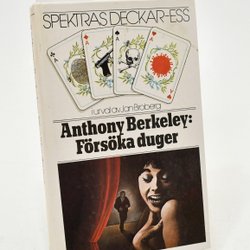 SPEKTRAS DECKAR-ESS
i urval av Jan Broberg
Anthony Berkeley:
Försöka duger